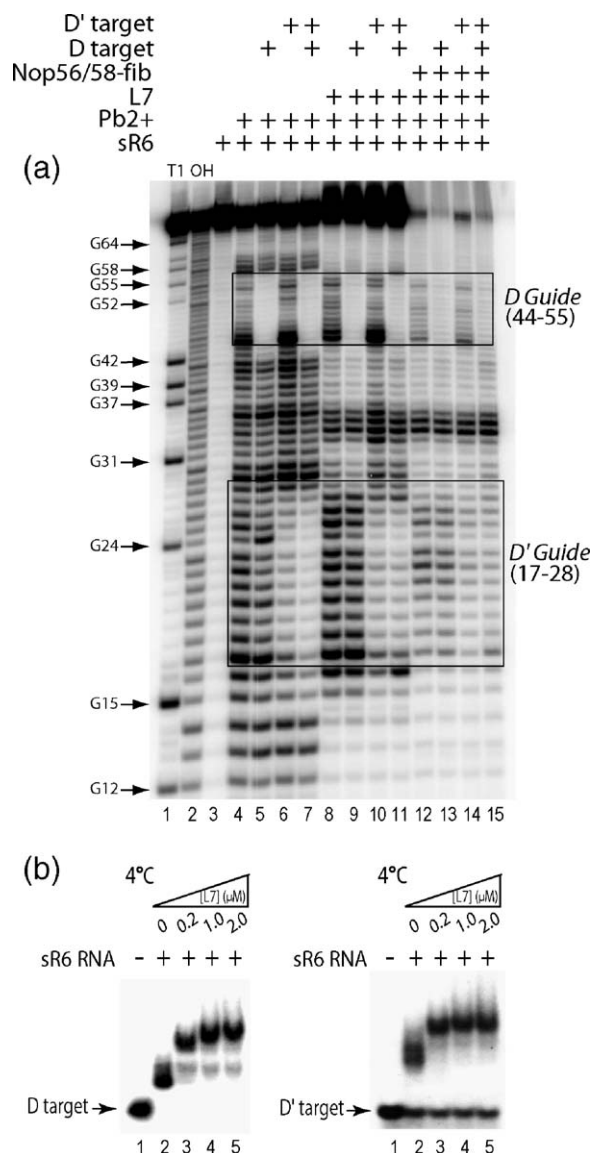 D' target + + + + + +
D target + + + + + +
Nop56/58-fib + + + +
L7 + + + + + + + +
Pb2+ + + + + + + + + + + + +
sR6 + + + + + + + + + + + + +
(a)
T1 OH
G64
G58
G55
G52
D Guide
(44-55)
G42
G39
G37
G31
G24
D' Guide
(17-28)
G15
G12
1 2 3 4 5 6 7 8 9 10 11 12 13 14 15
(b)
4°C [L7] (μM)
0 0.2 1.0 2.0
sR6 RNA - + + + +
D target
1 2 3 4 5
4°C [L7] (μM)
0 0.2 1.0 2.0
sR6 RNA - + + + +
D' target
1 2 3 4 5